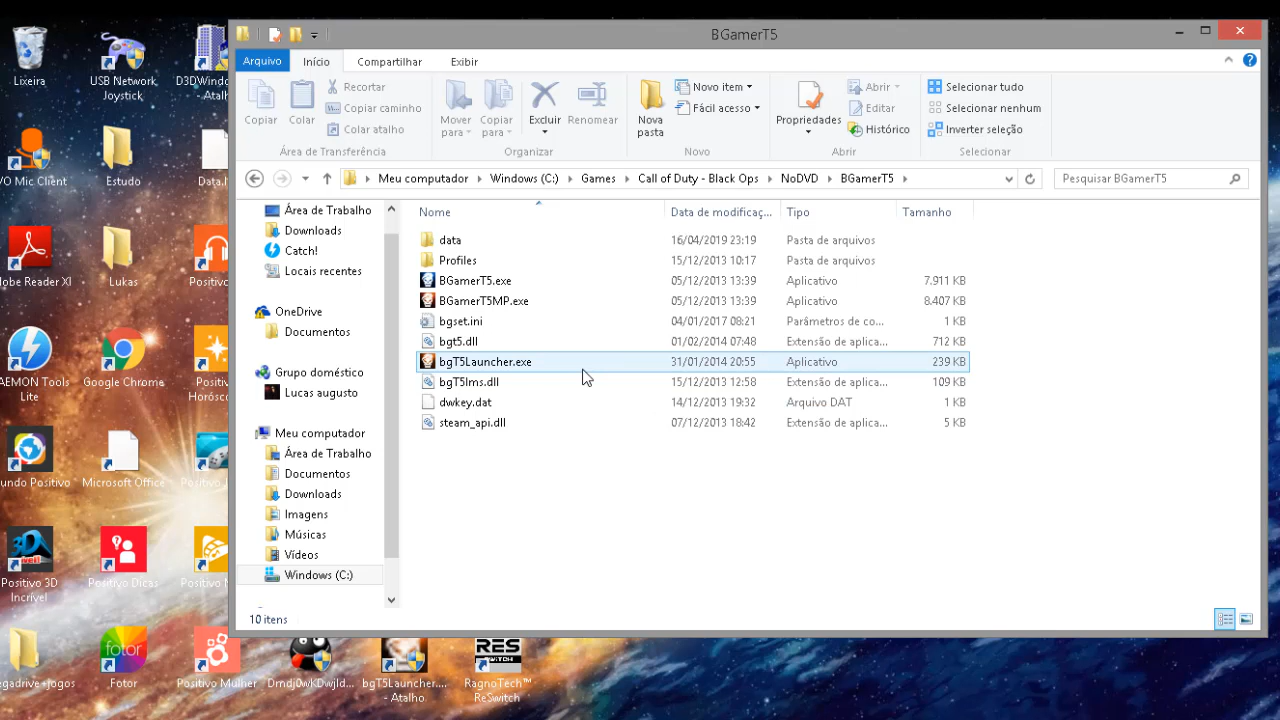 BGamerT5
Arquivo Início Compartilhar Exibir
Copiar
Colar
Recortar
Copiar caminho
Colar atalho
Área de Transferência
Mover para
Copiar para
Excluir
Renomear
Organizar
Nova pasta
Novo item
Fácil acesso
Novo
Propriedades
Abrir
Editar
Histórico
Abrir
Selecionar tudo
Selecionar nenhum
Inverter seleção
Selecionar
Meu computador Windows (C:) Games Call of Duty - Black Ops NoDVD BGamerT5
Pesquisar BGamerT5
Área de Trabalho
Downloads
Catch!
Locais recentes
OneDrive
Documentos
Grupo doméstico
Lucas augusto
Meu computador
Área de Trabalho
Documentos
Downloads
Imagens
Músicas
Vídeos
Windows (C:)
Nome Data de modificaç... Tipo Tamanho
data 16/04/2019 23:19 Pasta de arquivos
Profiles 15/12/2013 10:17 Pasta de arquivos
BGamerT5.exe 05/12/2013 13:39 Aplicativo 7.911 KB
BGamerT5MP.exe 05/12/2013 13:39 Aplicativo 8.407 KB
bgset.ini 04/01/2017 08:21 Parâmetros de co... 1 KB
bgt5.dll 01/02/2014 07:48 Extensão de aplica... 712 KB
bgT5Launcher.exe 31/01/2014 20:55 Aplicativo 239 KB
bgT5lms.dll 15/12/2013 12:58 Extensão de aplica... 109 KB
dwkey.dat 14/12/2013 19:32 Arquivo DAT 1 KB
steam_api.dll 07/12/2013 18:42 Extensão de aplica... 5 KB
10 itens
Lixeira
USB Network
Joystick
D3DWindo
- Atalh
VO Mic Client
Estudo
Data.h
dobe Reader XI
Lukas
Positivo
AEMON Tools
Lite
Google Chrome
Positiv
Horósc
undo Positivo
Microsoft Office
Positivo J
Positivo 3D
Incrível
Positivo Dicas
Positivo N
egadrive+jogos
fotor
Fotor
Positivo Mulher
Dmdj0wKDwjld...
bgT5Launcher....
- Atalho
RES
SWITCH
RagnoTech™
ReSwitch